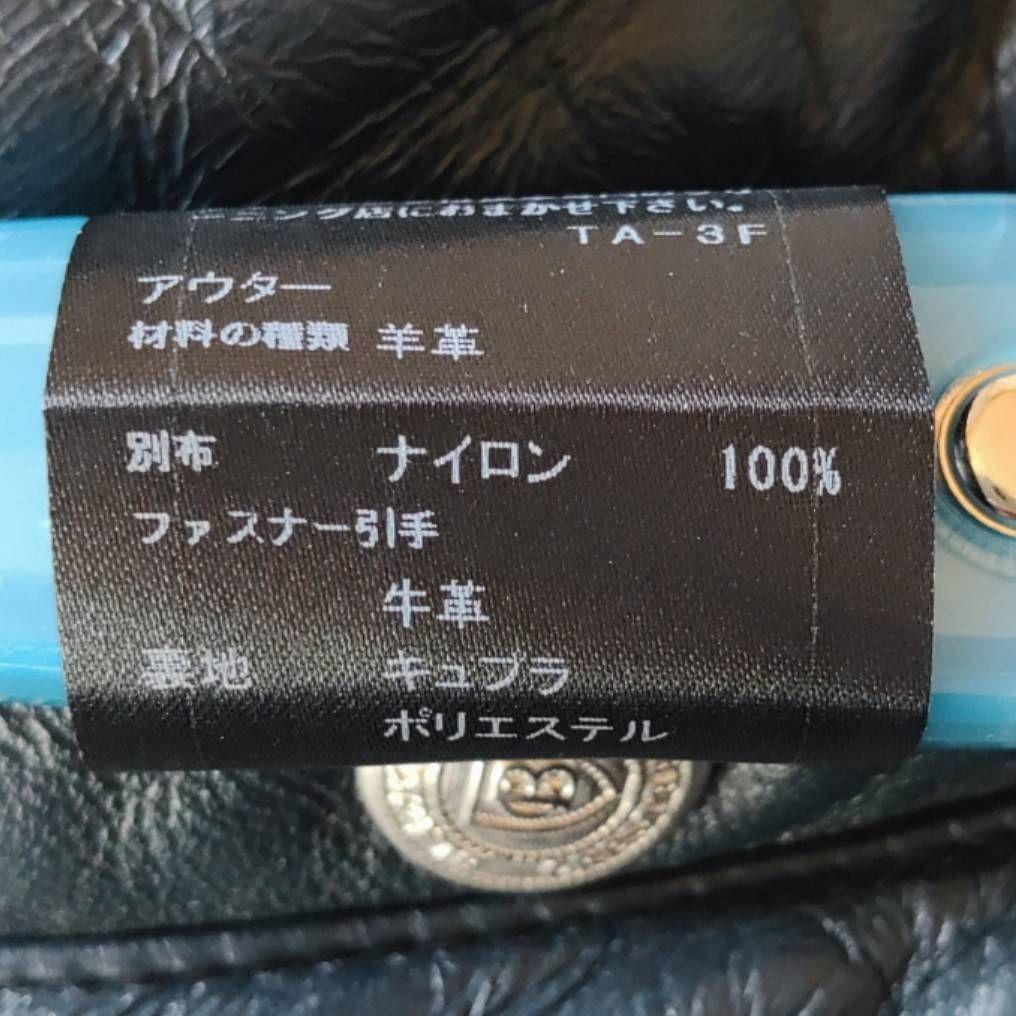 ーニング店におまかせ下さい。
TA-3F
アウター
材料の種類 羊革
別布 ナイロン 100%
ファスナー引手
牛革
裏地 キュプラ
ポリエステル